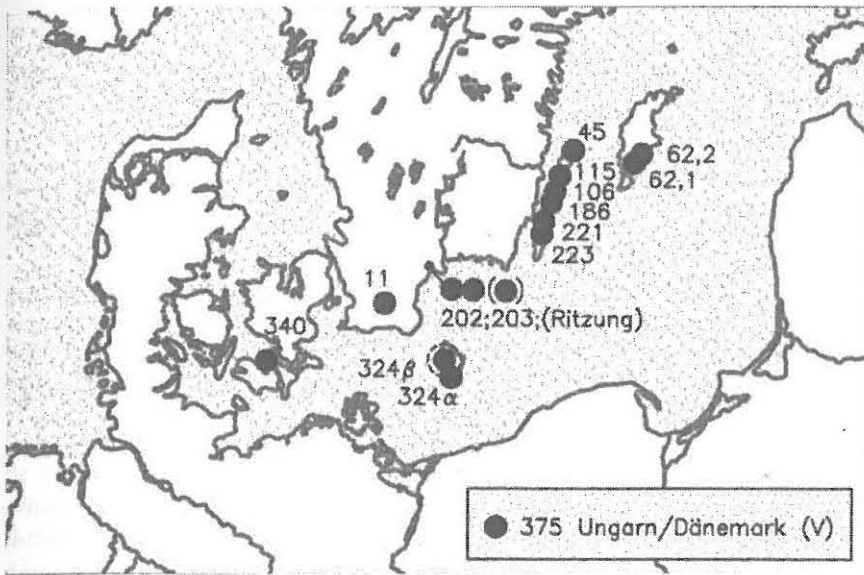 45
62,2
115
62,1
106
186
221
223
11
202;203;(Ritzung)
340
324β
324α
375 Ungarn/Dänemark (V)